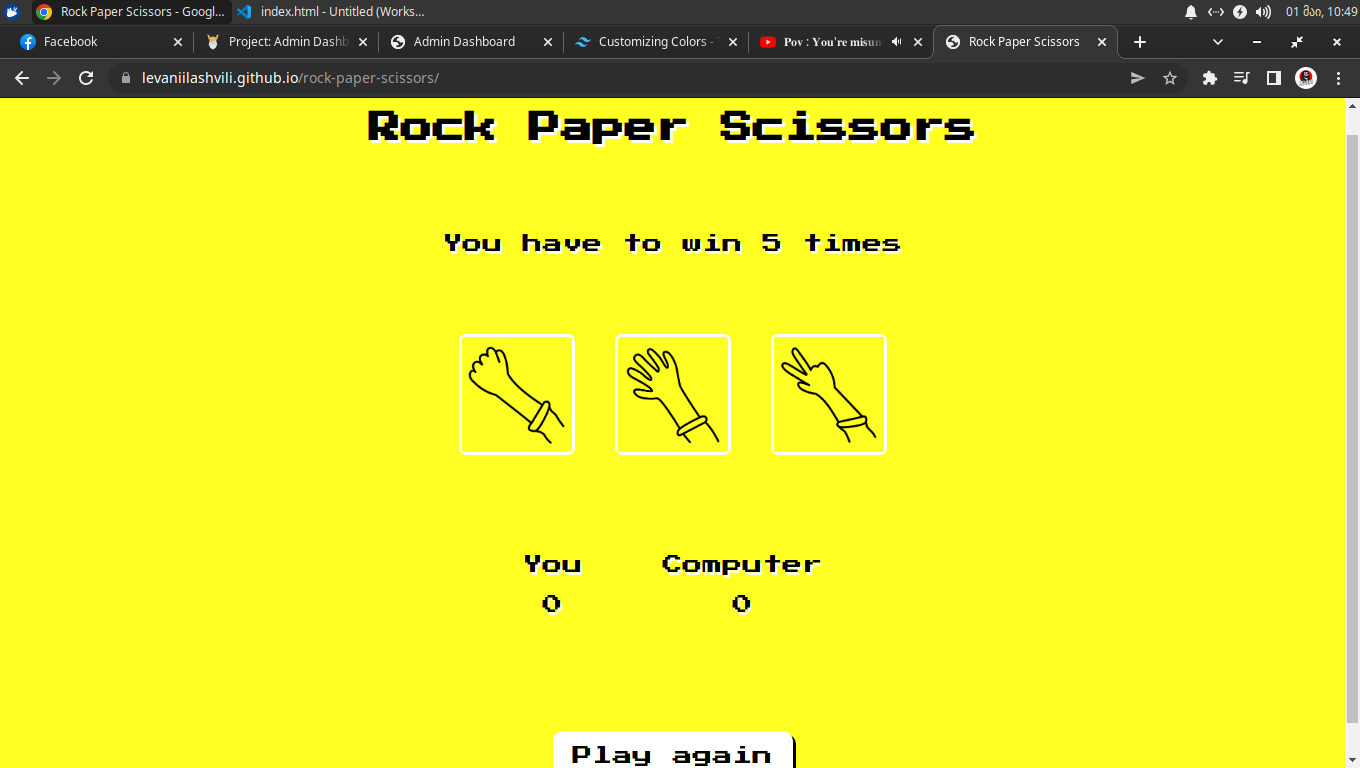 Rock Paper Scissors - Googl...
index.html - Untitled (Works...
01 მაი, 10:49
Facebook
Project: Admin Dashb
Admin Dashboard
Customizing Colors -
Pov : You're misun
Rock Paper Scissors
levaniilashvili.github.io/rock-paper-scissors/
Rock Paper Scissors
You have to win 5 times
You Computer
0 0
Play again